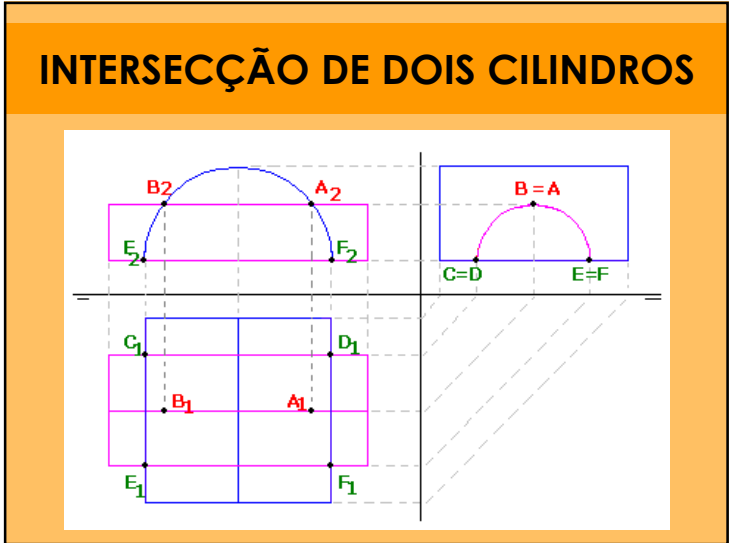 INTERSECÇÃO DE DOIS CILINDROS
B2 A2 B = A
E2 F2 C=D E=F
C1 D1
B1 A1
E1 F1